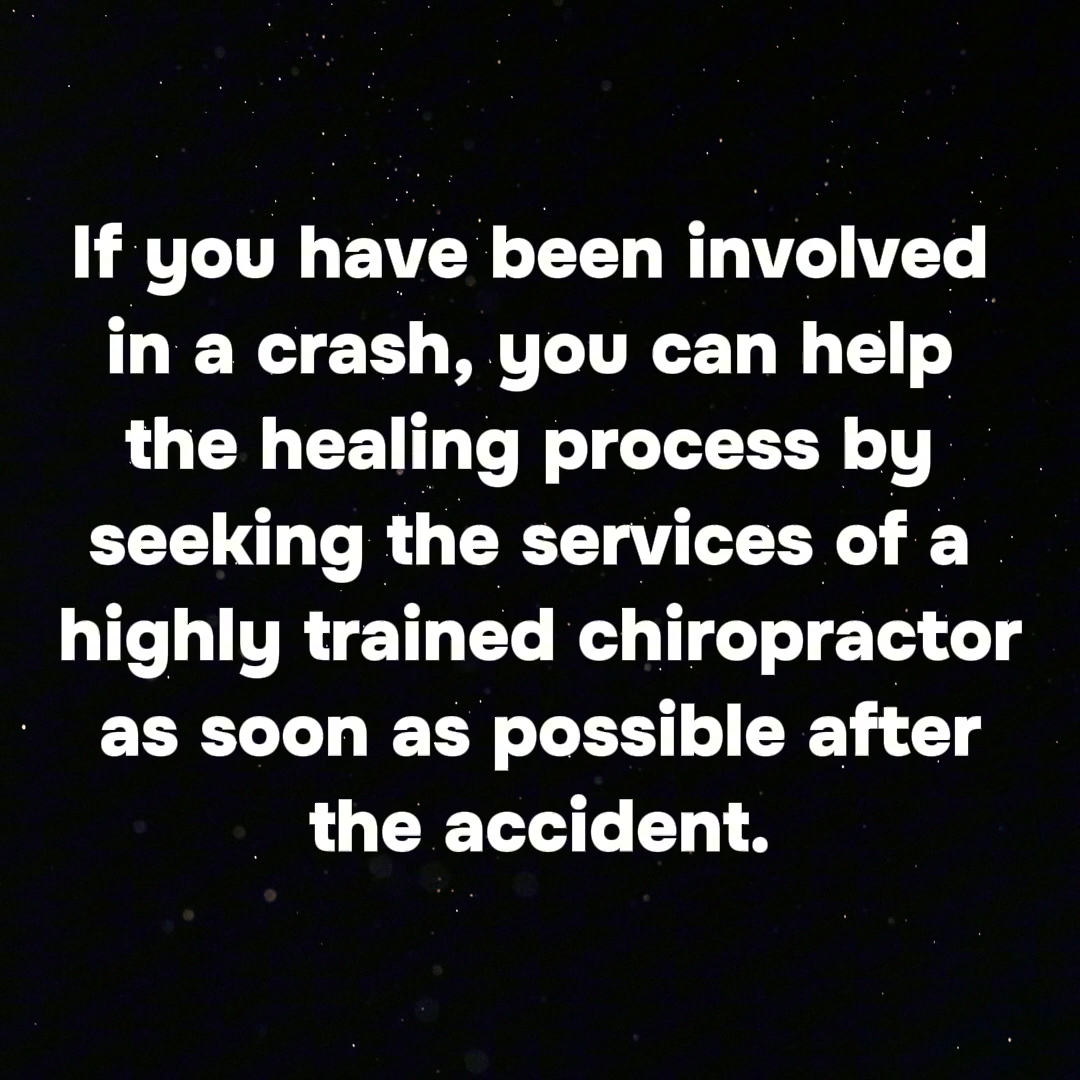 If you have been involved
in a crash, you can help
the healing process by
seeking the services of a
highly trained chiropractor
as soon as possible after
the accident.